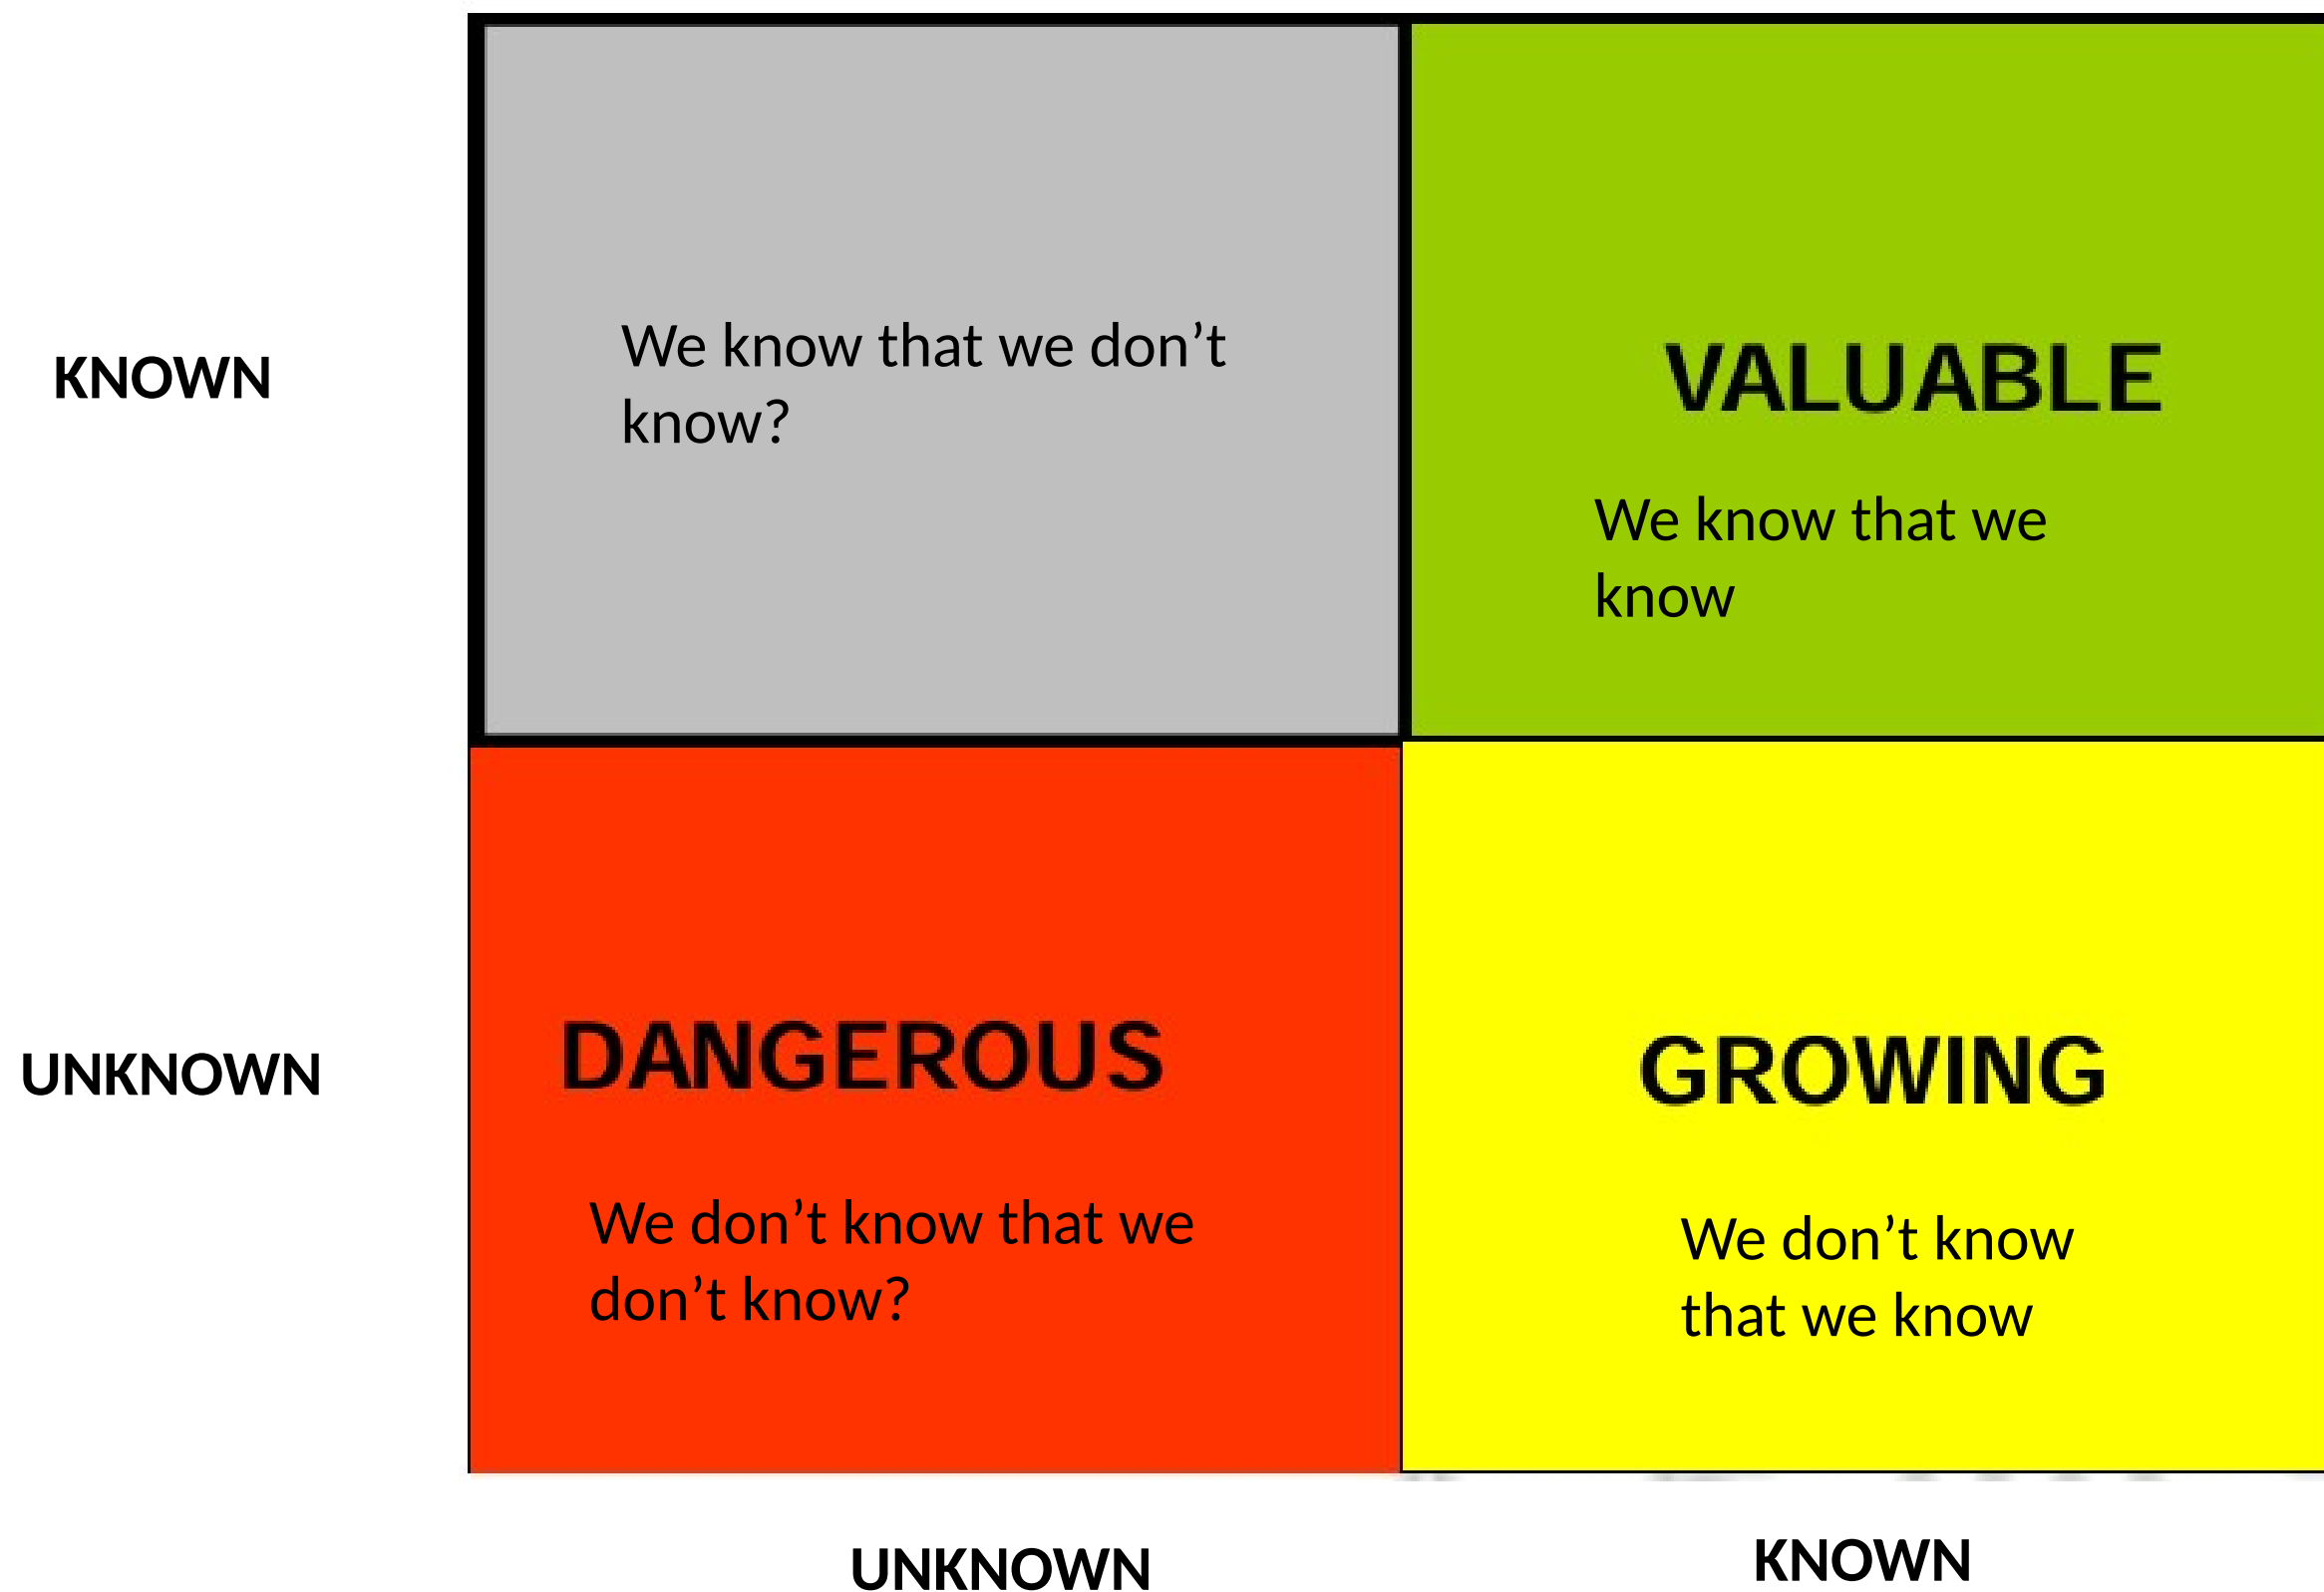 KNOWN
We know that we don’t
know?
VALUABLE
We know that we
know
UNKNOWN
DANGEROUS
We don’t know that we
don’t know?
GROWING
We don’t know
that we know
UNKNOWN
KNOWN